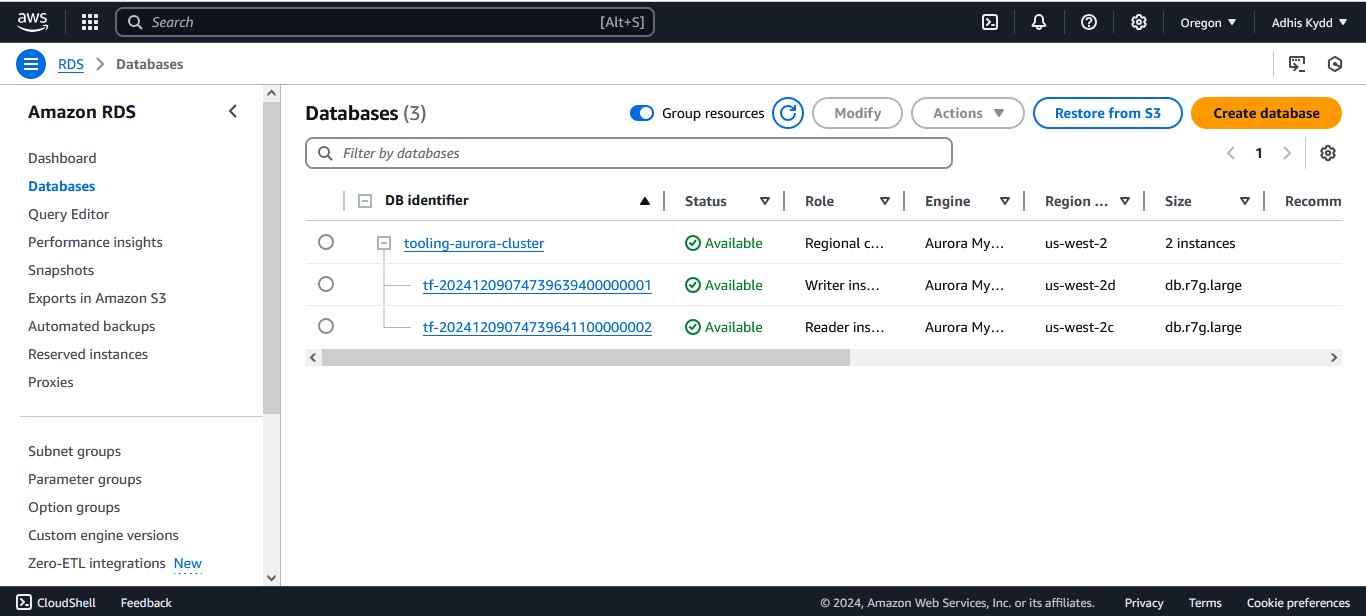 aws Search [Alt+S] Oregon Adhis Kydd
RDS Databases
Amazon RDS
Dashboard
Databases
Query Editor
Performance insights
Snapshots
Exports in Amazon S3
Automated backups
Reserved instances
Proxies
Subnet groups
Parameter groups
Option groups
Custom engine versions
Zero-ETL integrations New
Databases (3) Group resources Modify Actions Restore from S3 Create database
Filter by databases 1
DB identifier Status Role Engine Region ... Size Recomm
tooling-aurora-cluster Available Regional c... Aurora My... us-west-2 2 instances
tf-20241209074739639400000001 Available Writer ins... Aurora My... us-west-2d db.r7g.large
tf-20241209074739641100000002 Available Reader ins... Aurora My... us-west-2c db.r7g.large
CloudShell Feedback © 2024, Amazon Web Services, Inc. or its affiliates. Privacy Terms Cookie preferences